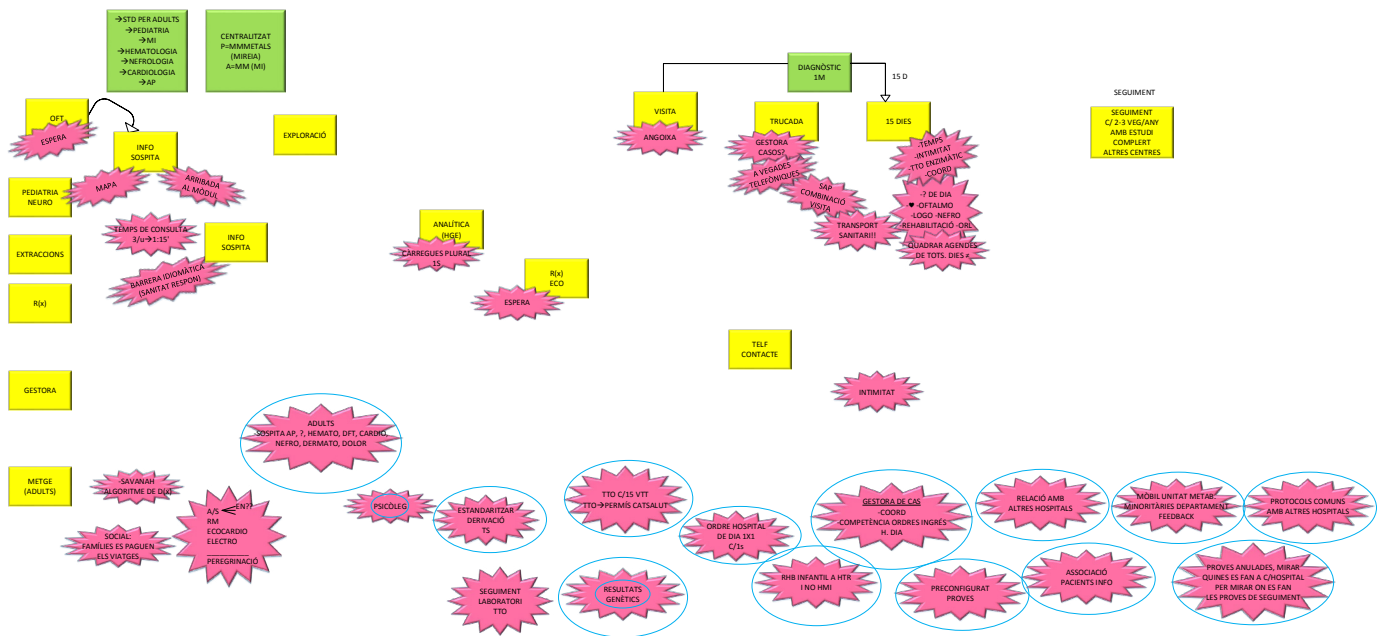 →STD PER ADULTS
→PEDIATRIA
→MI
→HEMATOLOGIA
→NEFROLOGIA
→CARDIOLOGIA
→AP
CENTRALITZAT
P=MMMETALS
(MIREIA)
A=MM (MI)
DIAGNÒSTIC
1M
15 D
SEGUIMENT
OFT
ESPERA
INFO
SOSPITA
EXPLORACIÓ
VISITA
ANGOIXA
TRUCADA
GESTORA
CASOS?
A VEGADES
TELEFÒNIQUES
SAP
COMBINACIÓ
VISITA
TRANSPORT
SANITARI!!!
15 DIES
-TEMPS
-INTIMITAT
-TTO ENZIMÀTIC
-COORD
-? DE DIA
♥ -OFTALMO
-LOGO -NEFRO
-REHABILITACIÓ -ORL
QUADRAR AGENDES
DE TOTS. DIES ≠
SEGUIMENT
C/ 2-3 VEG/ANY
AMB ESTUDI
COMPLERT
ALTRES CENTRES
PEDIATRIA
NEURO
MAPA
ARRIBADA
AL MÒDUL
TEMPS DE CONSULTA
3/u→1:15'
INFO
SOSPITA
EXTRACCIONS
BARRERA IDIOMÀTICA
(SANITAT RESPON)
R(x)
ANALÍTICA
(HGE)
CÀRREGUES PLURAL
1S
R(x)
ECO
ESPERA
TELF
CONTACTE
INTIMITAT
GESTORA
ADULTS
SOSPITA AP, ?, HEMATO, DFT, CARDIO,
NEFRO, DERMATO, DOLOR
METGE
(ADULTS)
-SAVANAH
ALGORITME DE D(x)
SOCIAL:
FAMÍLIES ES PAGUEN
ELS VIATGES
EN??
A/S
RM
ECOCARDIO
ELECTRO
PEREGRINACIÓ
PSICÒLEG
ESTANDARITZAR
DERIVACIÓ
TS
SEGUIMENT
LABORATORI
TTO
TTO C/15 VTT
TTO→PERMÍS CATSALUT
RESULTATS
GENÈTICS
ORDRE HOSPITAL
DE DIA 1X1
C/1s
GESTORA DE CAS
-COORD
-COMPETÈNCIA ORDRES INGRÉS
H. DIA
RHB INFANTIL A HTR
I NO HMI
PRECONFIGURAT
PROVES
RELACIÓ AMB
ALTRES HOSPITALS
ASSOCIACIÓ
PACIENTS INFO
MÒBIL UNITAT METAB.
MINORITÀRIES DEPARTAMENT
FEEDBACK
PROTOCOLS COMUNS
AMB ALTRES HOSPITALS
PROVES ANULADES, MIRAR
QUINES ES FAN A C/HOSPITAL
PER MIRAR ON ES FAN
LES PROVES DE SEGUIMENT